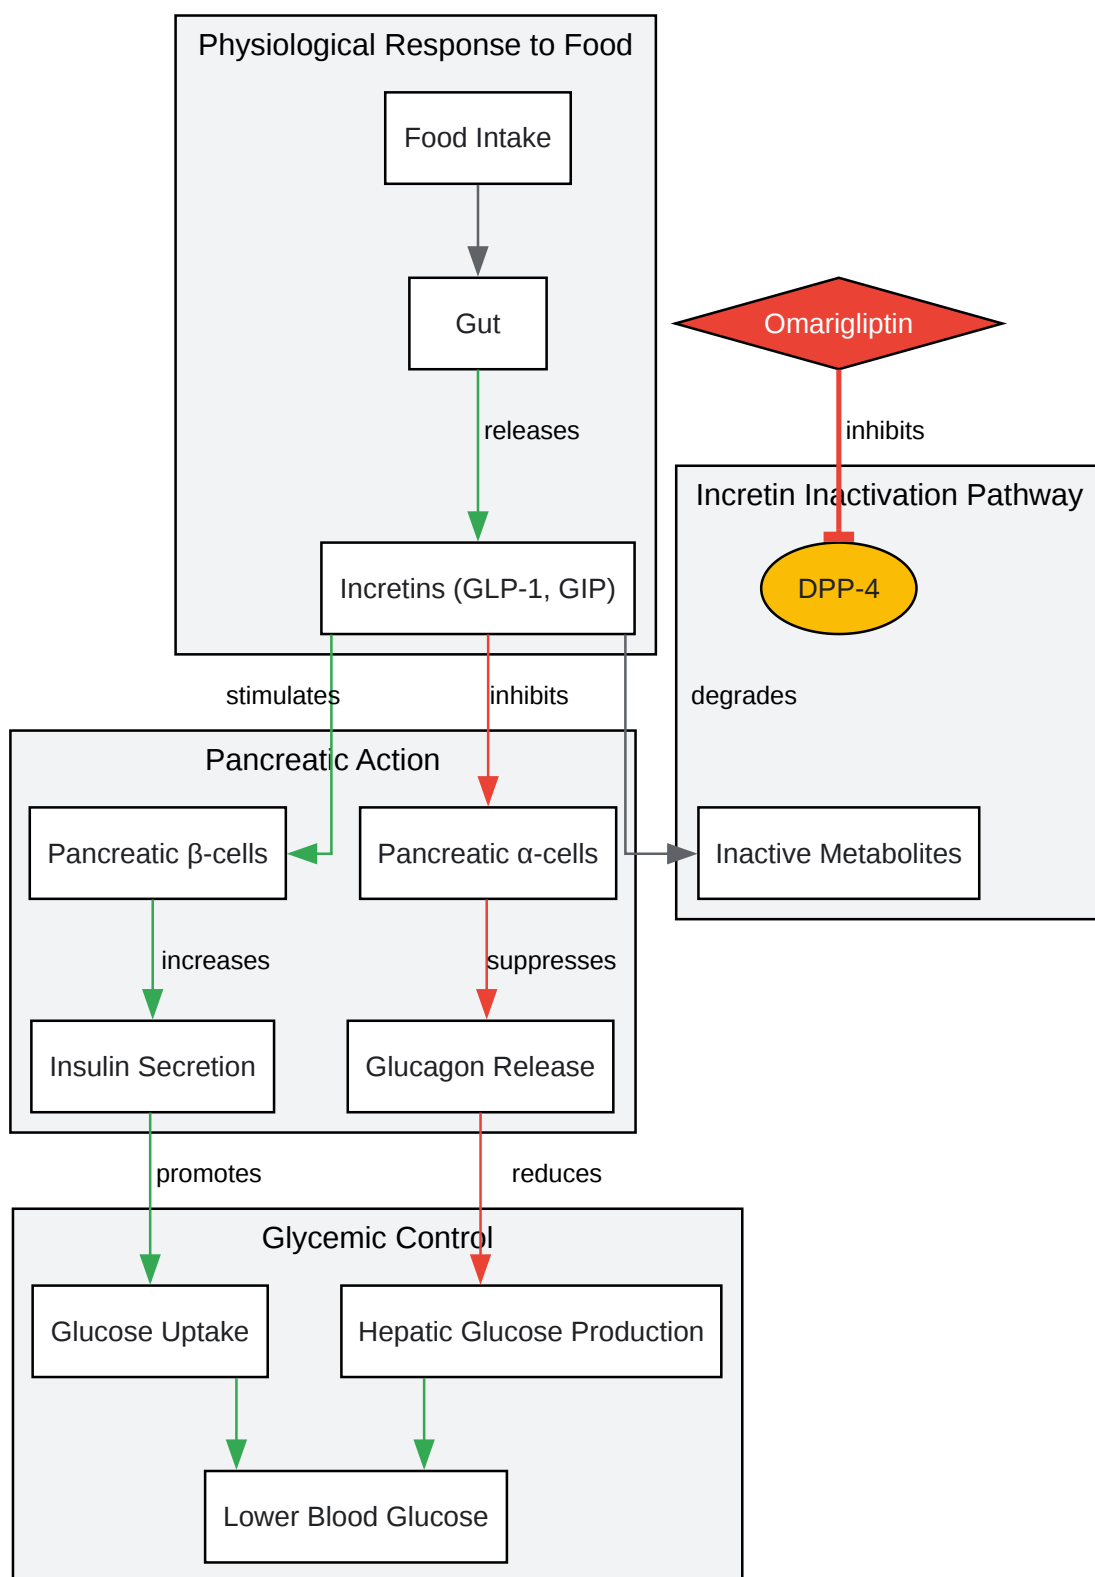 Physiological Response to Food
Food Intake
Gut
Omarigliptin
releases
inhibits
Incretin Inactivation Pathway
Incretins (GLP-1, GIP)
DPP-4
stimulates
inhibits
degrades
Pancreatic Action
Pancreatic β-cells
Pancreatic α-cells
Inactive Metabolites
increases
suppresses
Insulin Secretion
Glucagon Release
promotes
reduces
Glycemic Control
Glucose Uptake
Hepatic Glucose Production
Lower Blood Glucose